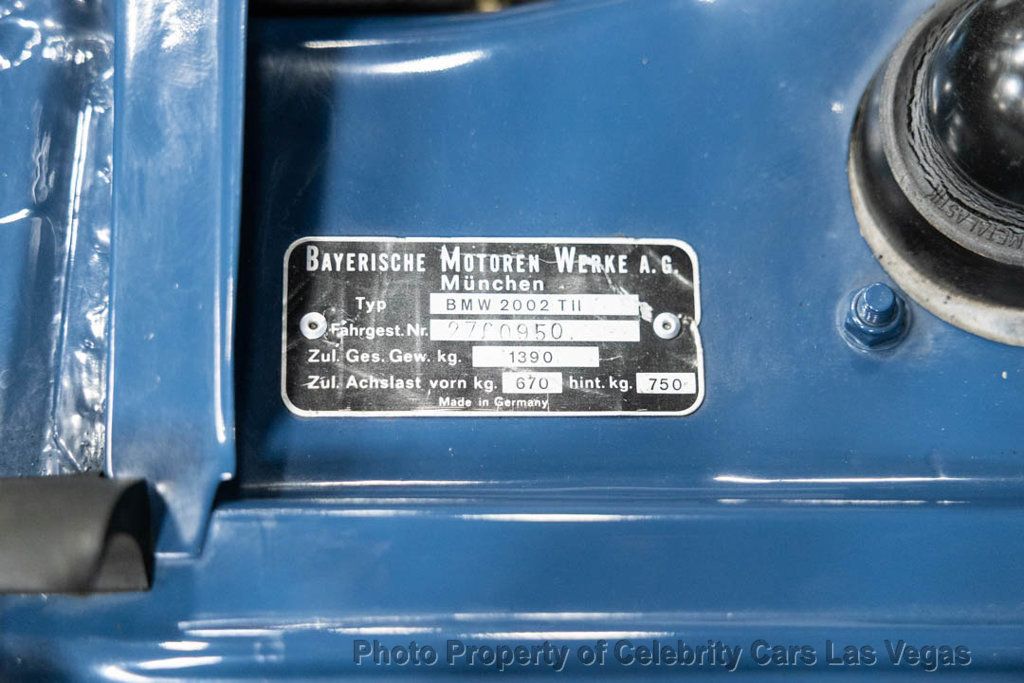 BAYERISCHE MOTOREN WERKE A.G.
München
Typ BMW 2002 TII
Fahrgest. Nr.
Zul. Ges. Gew. kg. 1390
Zul. Achslast vorn kg. 670 hint. kg. 750
Made in Germany
METALASTIK
Photo Property of Celebrity Cars Las Vegas